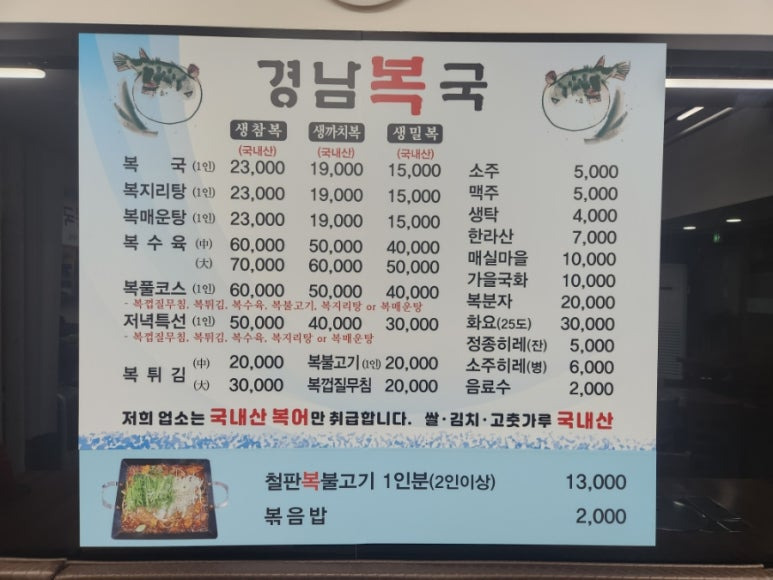 경남복국
생참복 생까치복 생밀복
(국내산) (국내산) (국내산)
복 국 (1인) 23,000 19,000 15,000
복지리탕 (1인) 23,000 19,000 15,000
복매운탕 (1인) 23,000 19,000 15,000
복수육 (中) 60,000 50,000 40,000
(大) 70,000 60,000 50,000
복풀코스 (1인) 60,000 50,000 40,000
- 복껍질무침, 복튀김, 복수육, 복불고기, 복지리탕 or 복매운탕
저녁특선 (1인) 50,000 40,000 30,000
- 복껍질무침, 복튀김, 복수육, 복지리탕 or 복매운탕
복튀김 (中) 20,000 복불고기 (1인) 20,000
(大) 30,000 복껍질무침 20,000
소주 5,000
맥주 5,000
생탁 4,000
한라산 7,000
매실마을 10,000
가을국화 10,000
복분자 20,000
화요(25도) 30,000
정종히레(잔) 5,000
소주히레(병) 6,000
음료수 2,000
저희 업소는 국내산 복어만 취급합니다. 쌀·김치·고춧가루 국내산
철판복불고기 1인분(2인이상) 13,000
볶음밥 2,000